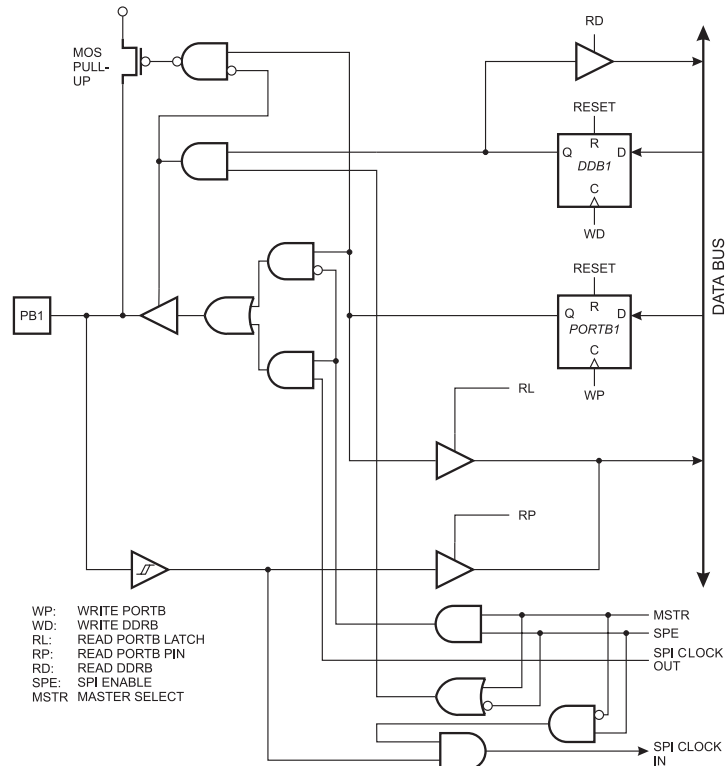 RD
MOS
PULL-
UP
RESET
R
Q
D
DDB1
C
WD
DATA BUS
RESET
R
Q
D
PB1
PORTB1
C
WP
RL
RP
WP: WRITE PORTB
WD: WRITE DDRB
RL: READ PORTB LATCH
RP: READ PORTB PIN
RD: READ DDRB
SPE: SPI ENABLE
MSTR MASTER SELECT
MSTR
SPE
SPI CLOCK
OUT
SPI CLOCK
IN